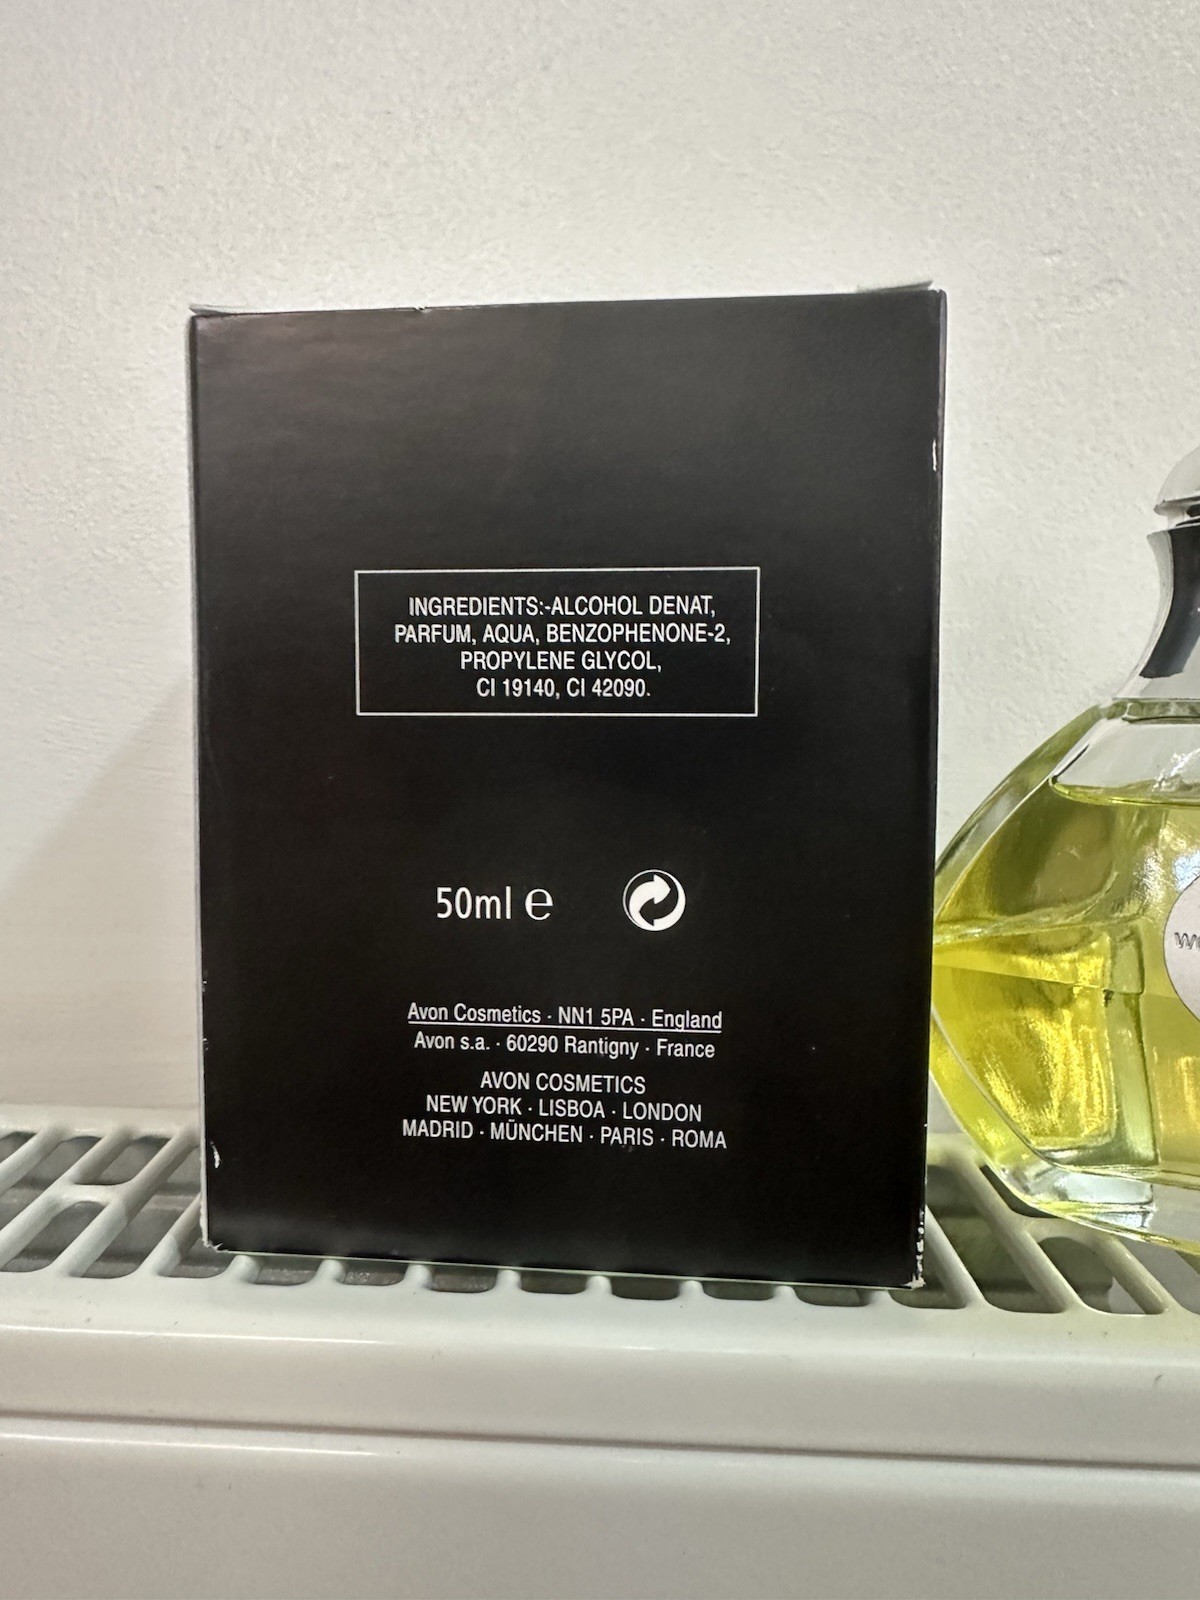 INGREDIENTS:-ALCOHOL DENAT,
PARFUM, AQUA, BENZOPHENONE-2,
PROPYLENE GLYCOL,
CI 19140, CI 42090.
50ml ℮
Avon Cosmetics · NN1 5PA · England
Avon s.a. · 60290 Rantigny · France
AVON COSMETICS
NEW YORK · LISBOA · LONDON
MADRID · MÜNCHEN · PARIS · ROMA